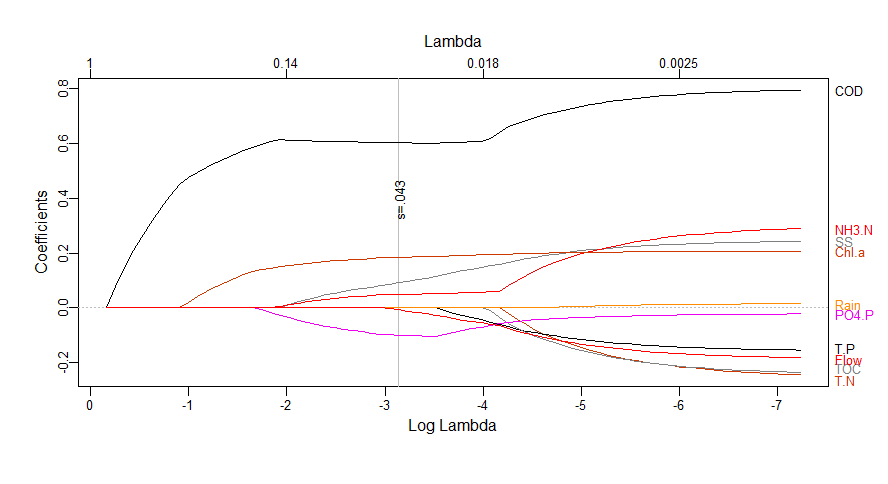 Lambda
1 0.14 0.018 0.0025
Coefficients
0.8
0.6
0.4
0.2
0.0
-0.2
s=.043
COD
NH3.N
SS
Chl.a
Rain
PO4.P
T.P
Flow
TOC
T.N
0 -1 -2 -3 -4 -5 -6 -7
Log Lambda